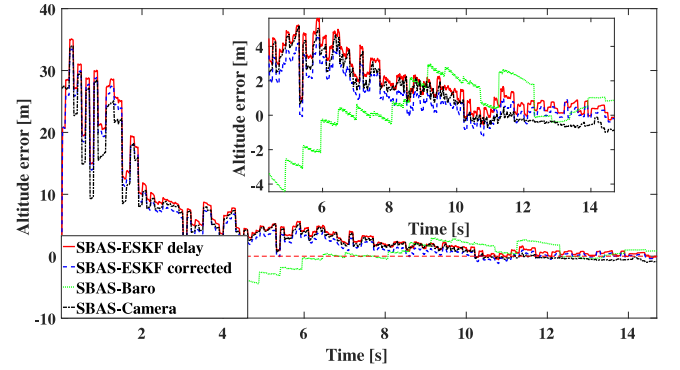 40
30
20
10
0
-10
Altitude error [m]
2
4
6
8
10
12
14
Time [s]
4
2
0
-2
-4
Altitude error [m]
6
8
10
12
14
Time [s]
SBAS-ESKF delay
SBAS-ESKF corrected
SBAS-Baro
SBAS-Camera